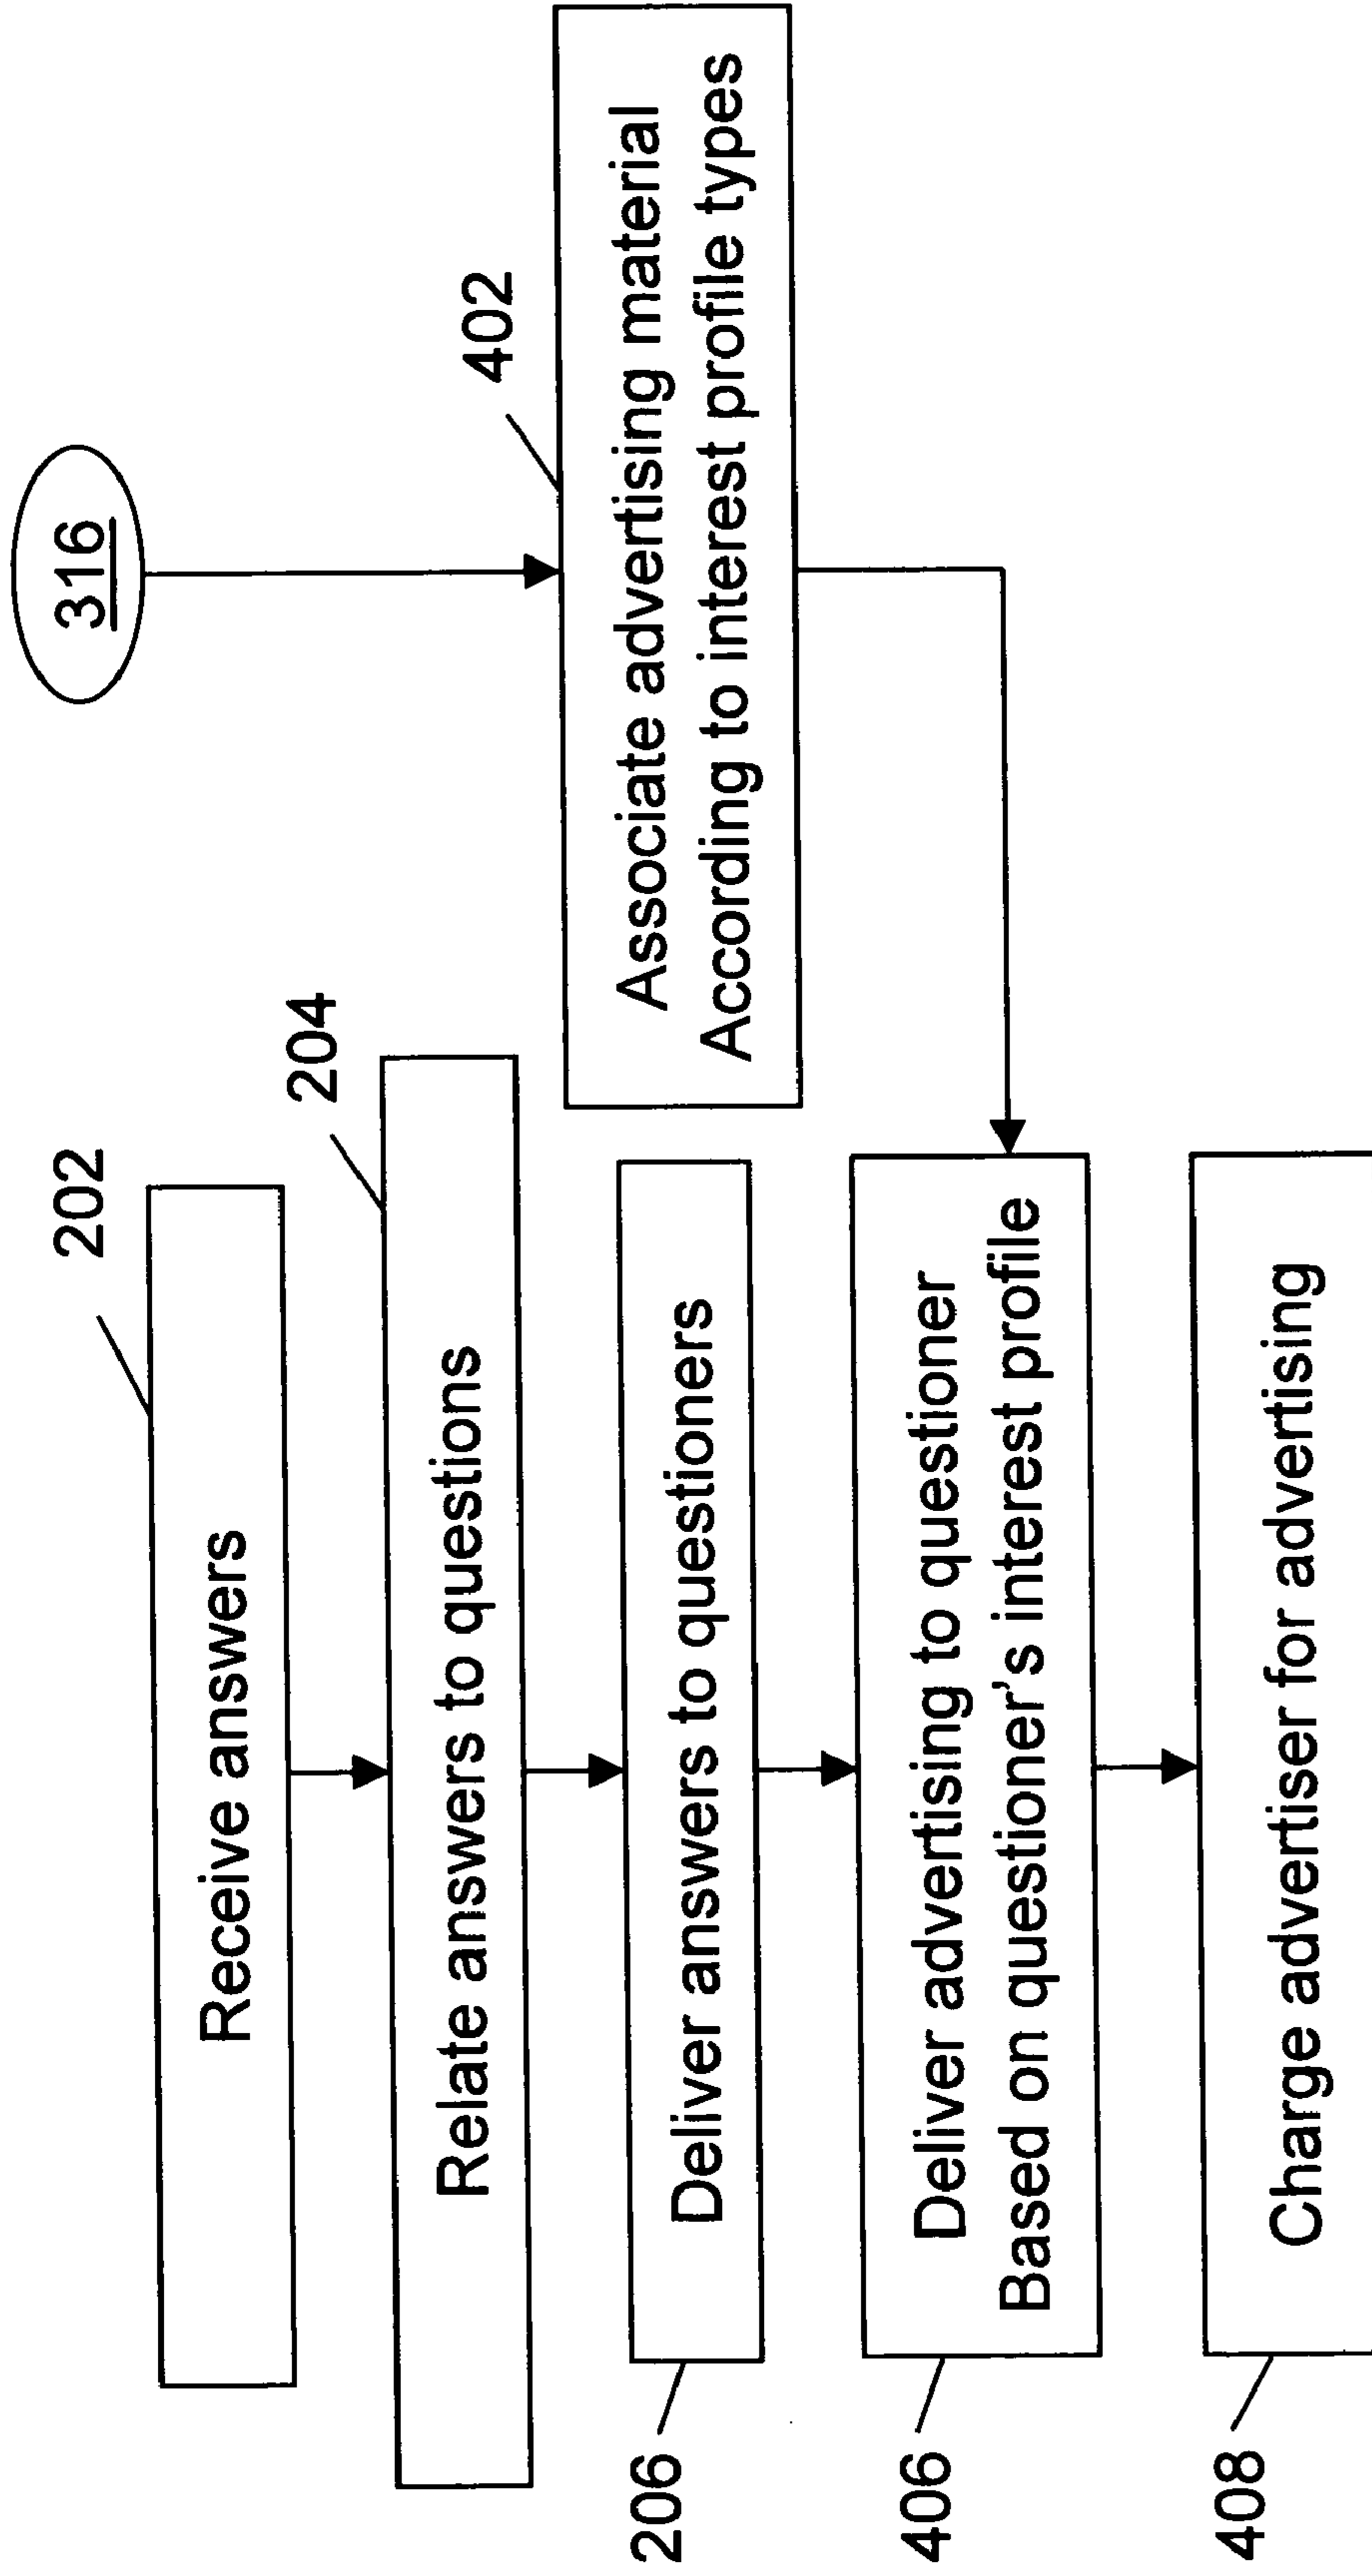 316
202
Receive answers
204
Relate answers to questions
402
Associate advertising material
According to interest profile types
206
Deliver answers to questioners
406
Deliver advertising to questioner
Based on questioner's interest profile
408
Charge advertiser for advertising